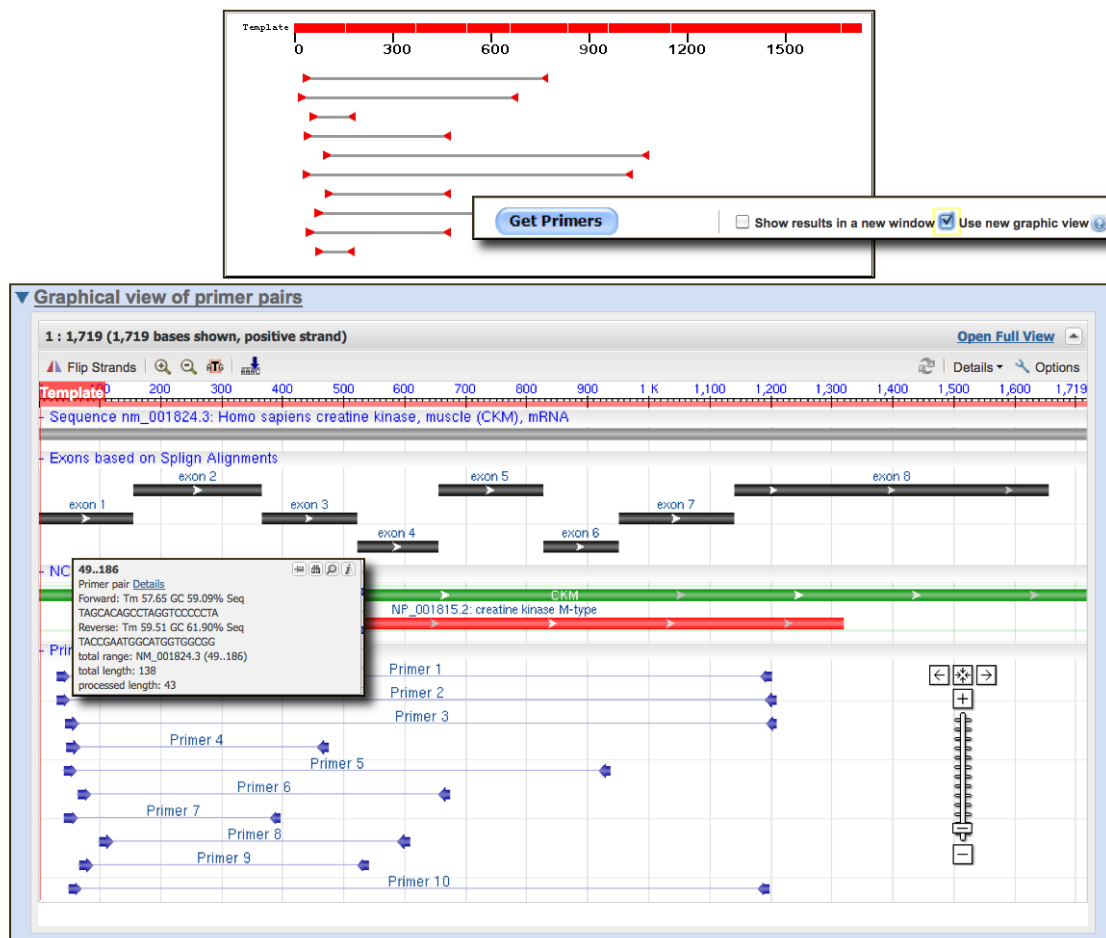 Template
0 300 600 900 1200 1500
Get Primers Show results in a new window Use new graphic view
Graphical view of primer pairs
1 : 1,719 (1,719 bases shown, positive strand) Open Full View
Flip Strands ATG Details Options
Template 200 300 400 500 600 700 800 900 1 K 1,100 1,200 1,300 1,400 1,500 1,600 1,719
Sequence nm_001824.3: Homo sapiens creatine kinase, muscle (CKM), mRNA
Exons based on Splign Alignments
exon 2 exon 5 exon 8
exon 1 exon 3 exon 7
exon 4 exon 6
49..186
Primer pair Details
Forward: Tm 57.65 GC 59.09% Seq
TAGCACAGCCTAGGTCCCCCTA
Reverse: Tm 59.51 GC 61.90% Seq
TACCGAATGGCATGGTGGCGG
total range: NM_001824.3 (49..186)
total length: 138
processed length: 43
NC
CKM
NP_001815.2: creatine kinase M-type
Pri
Primer 1
Primer 2
Primer 3
Primer 4
Primer 5
Primer 6
Primer 7
Primer 8
Primer 9
Primer 10